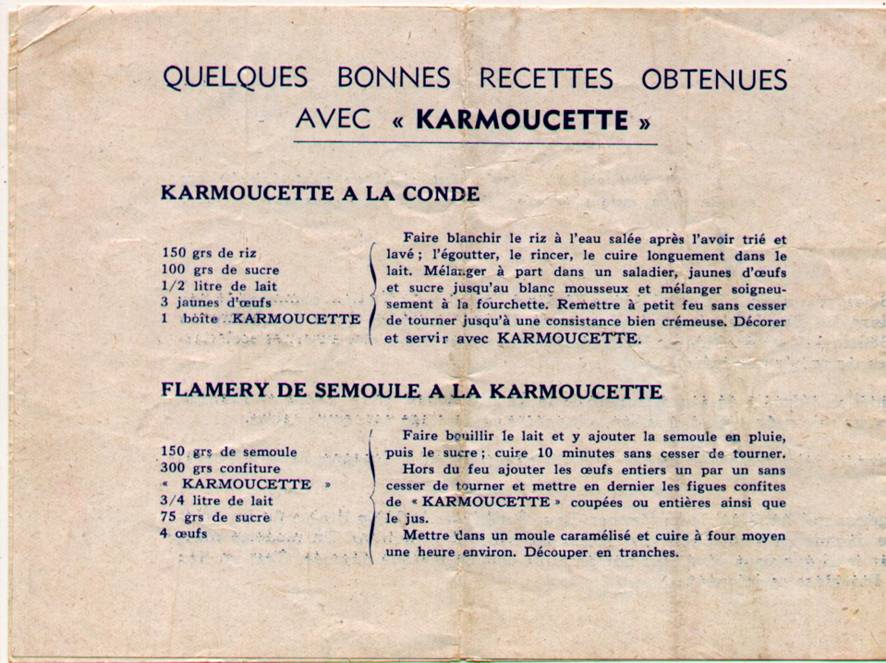 QUELQUES BONNES RECETTES OBTENUES
AVEC « KARMOUCETTE »
KARMOUCETTE A LA CONDE
150 grs de riz
100 grs de sucre
1/2 litre de lait
3 jaunes d'œufs
1 boîte KARMOUCETTE
Faire blanchir le riz à l'eau salée après l'avoir trié et
lavé ; l'égoutter, le rincer, le cuire longuement dans le
lait. Mélanger à part dans un saladier, jaunes d'œufs
et sucre jusqu'au blanc mousseux et mélanger soigneu-
sement à la fourchette. Remettre à petit feu sans cesser
de tourner jusqu'à une consistance bien crémeuse. Décorer
et servir avec KARMOUCETTE.
FLAMERY DE SEMOULE A LA KARMOUCETTE
150 grs de semoule
300 grs confiture
« KARMOUCETTE »
3/4 litre de lait
75 grs de sucre
4 œufs
Faire bouillir le lait et y ajouter la semoule en pluie,
puis le sucre ; cuire 10 minutes sans cesser de tourner.
Hors du feu ajouter les œufs entiers un par un sans
cesser de tourner et mettre en dernier les figues confites
de « KARMOUCETTE » coupées ou entières ainsi que
le jus.
Mettre dans un moule caramélisé et cuire à four moyen
une heure environ. Découper en tranches.